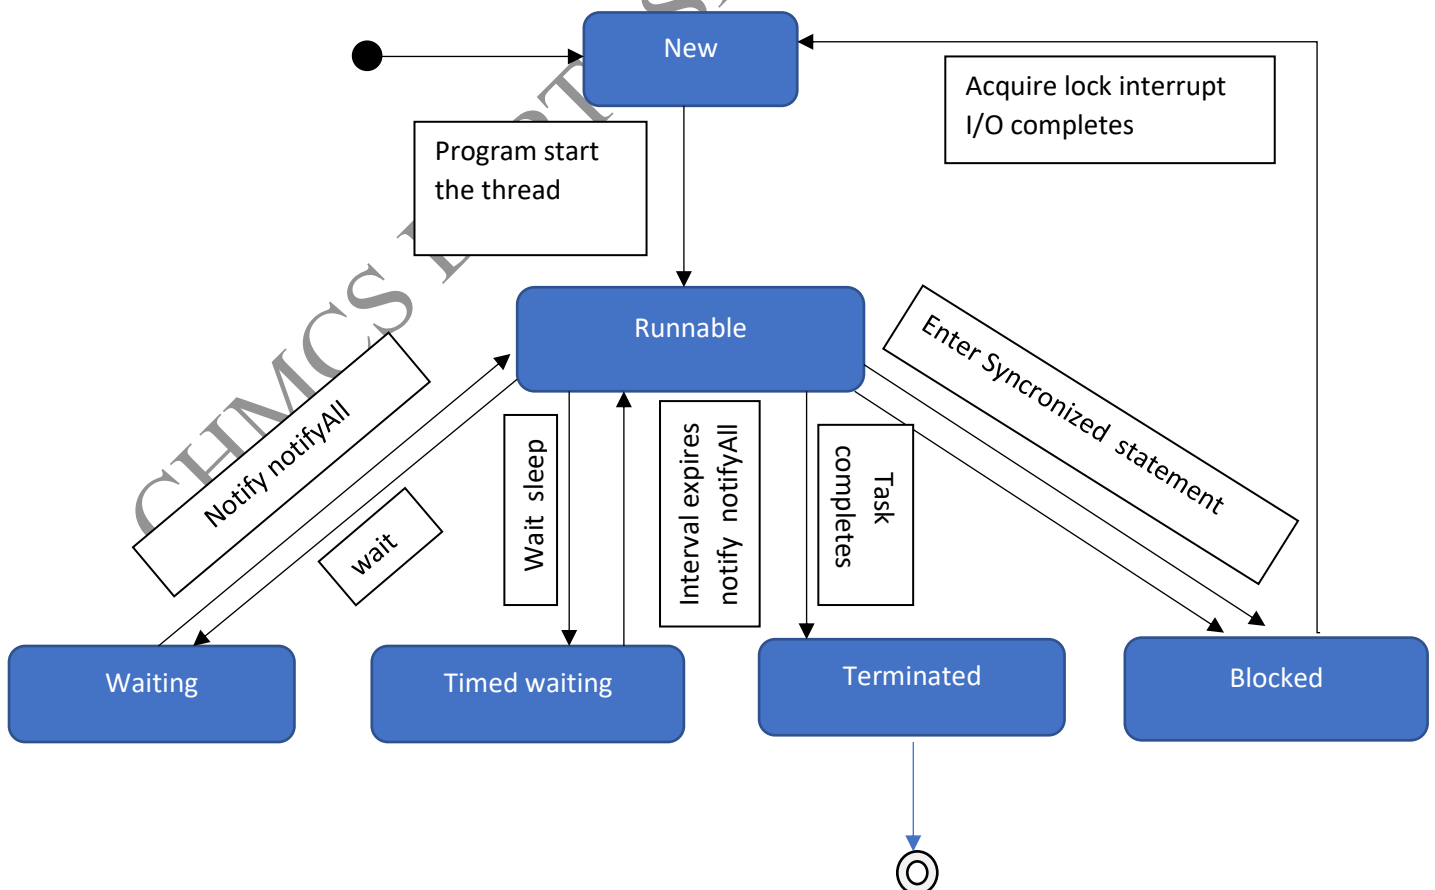 New
Acquire lock interrupt
I/O completes
Program start
the thread
Runnable
Enter Syncronized statement
Notify notifyAll
wait
Wait sleep
Interval expires
notify notifyAll
Task
completes
Waiting
Timed waiting
Terminated
Blocked
CHMCS